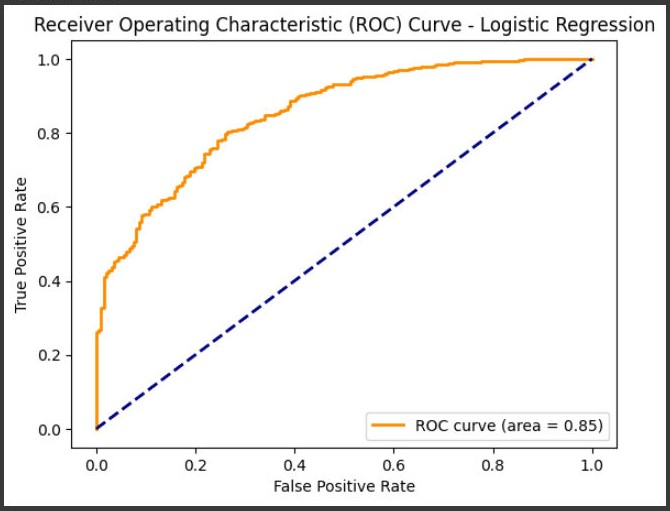 Receiver Operating Characteristic (ROC) Curve - Logistic Regression
1.0
0.8
0.6
0.4
0.2
0.0
True Positive Rate
ROC curve (area = 0.85)
0.0 0.2 0.4 0.6 0.8 1.0
False Positive Rate